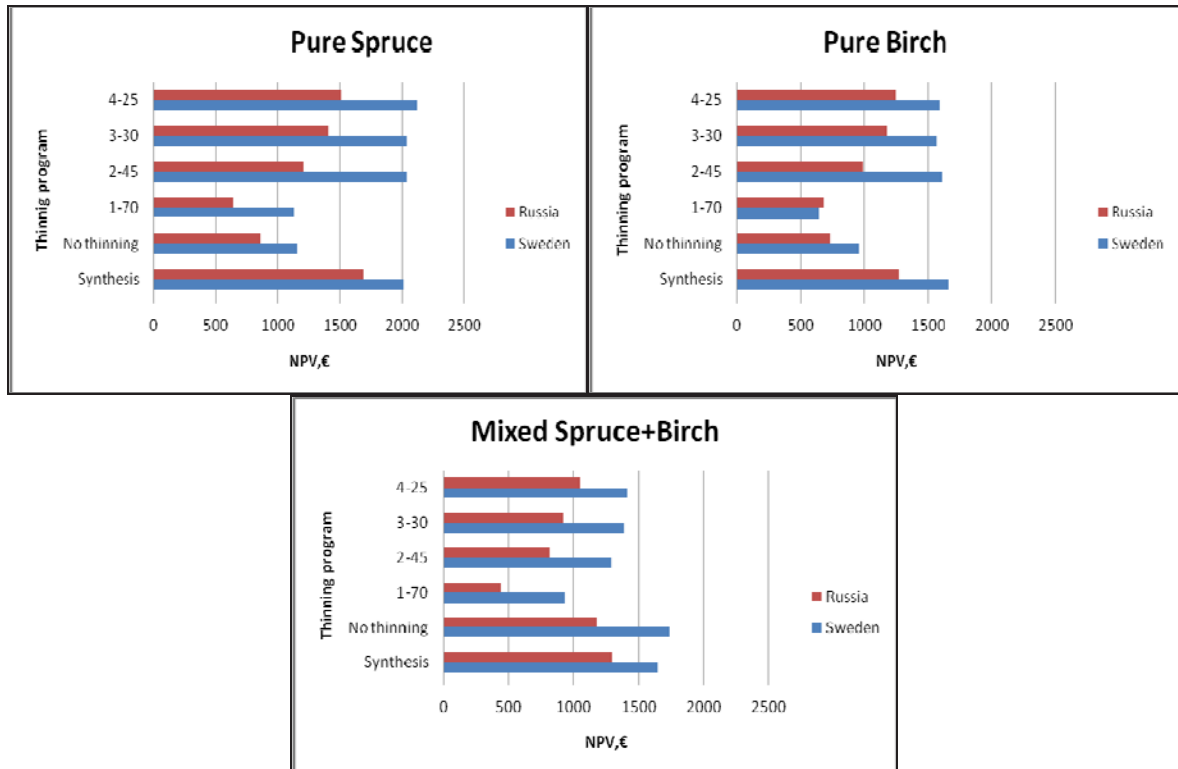 Pure Spruce
Thinnig program
4-25
3-30
2-45
1-70
No thinning
Synthesis
Russia
Sweden
0 500 1000 1500 2000 2500
NPV,€
Pure Birch
Thinning program
4-25
3-30
2-45
1-70
No thinning
Synthesis
Russia
Sweden
0 500 1000 1500 2000 2500
NPV,€
Mixed Spruce+Birch
Thinning program
4-25
3-30
2-45
1-70
No thinning
Synthesis
Russia
Sweden
0 500 1000 1500 2000 2500
NPV,€